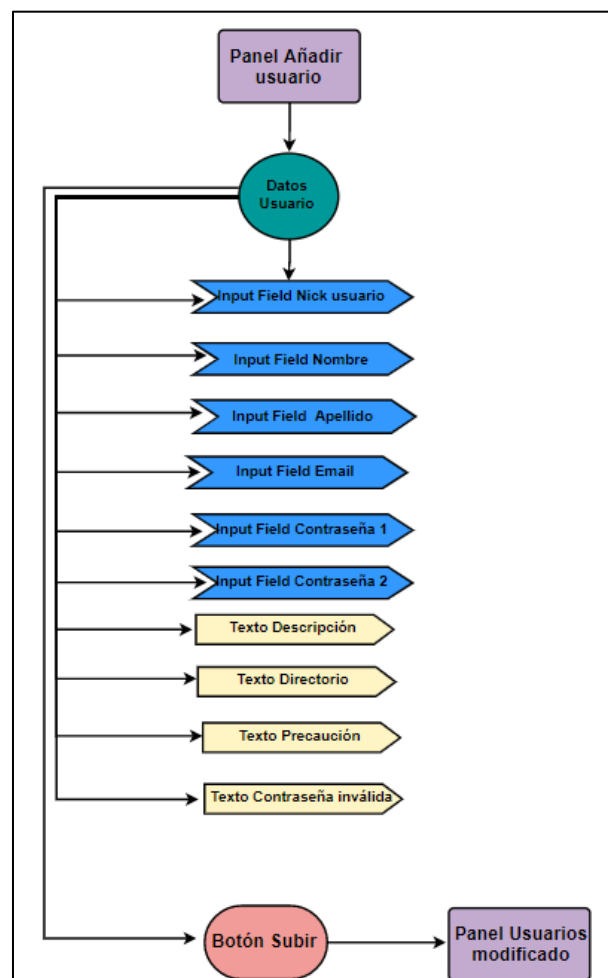 Panel Añadir
usuario
Datos
Usuario
Input Field Nick usuario
Input Field Nombre
Input Field Apellido
Input Field Email
Input Field Contraseña 1
Input Field Contraseña 2
Texto Descripción
Texto Directorio
Texto Precaución
Texto Contraseña inválida
Botón Subir
Panel Usuarios
modificado